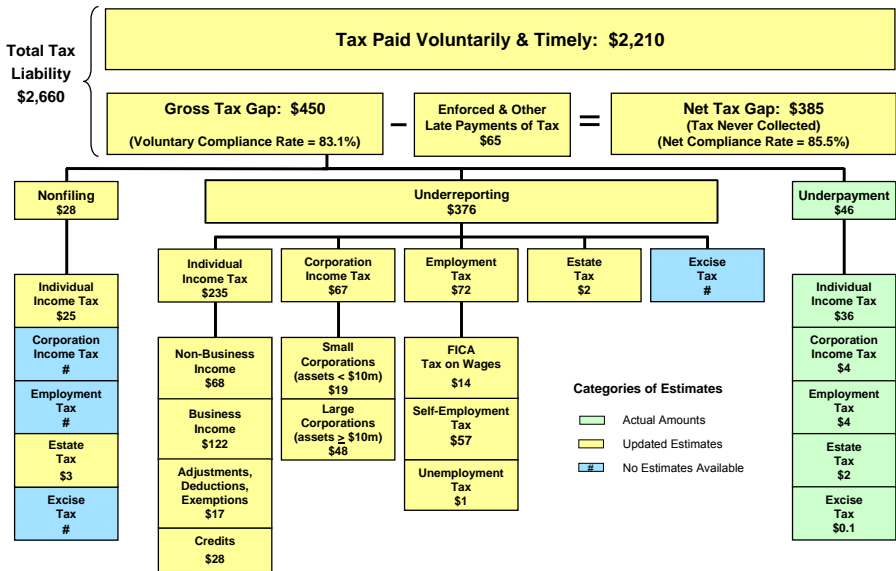 Total Tax
Liability
$2,660
Tax Paid Voluntarily & Timely: $2,210
Gross Tax Gap: $450
(Voluntary Compliance Rate = 83.1%)
–
Enforced & Other
Late Payments of Tax
$65
=
Net Tax Gap: $385
(Tax Never Collected)
(Net Compliance Rate = 85.5%)
Nonfiling
$28
Underreporting
$376
Underpayment
$46
Individual
Income Tax
$25
Corporation
Income Tax
#
Employment
Tax
#
Estate
Tax
$3
Excise
Tax
#
Individual
Income Tax
$235
Corporation
Income Tax
$67
Employment
Tax
$72
Estate
Tax
$2
Excise
Tax
#
Non-Business
Income
$68
Business
Income
$122
Adjustments,
Deductions,
Exemptions
$17
Credits
$28
Small
Corporations
(assets < $10m)
$19
Large
Corporations
(assets ≥ $10m)
$48
FICA
Tax on Wages
$14
Self-Employment
Tax
$57
Unemployment
Tax
$1
Categories of Estimates
Actual Amounts
Updated Estimates
# No Estimates Available
Individual
Income Tax
$36
Corporation
Income Tax
$4
Employment
Tax
$4
Estate
Tax
$2
Excise
Tax
$0.1